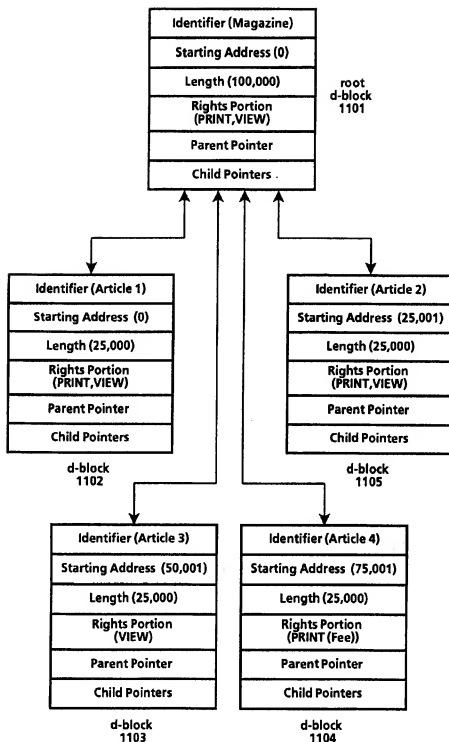 Identifier (Magazine)
Starting Address (0)
Length (100,000)
Rights Portion
(PRINT,VIEW)
Parent Pointer
Child Pointers
root
d-block
1101
Identifier (Article 1)
Starting Address (0)
Length (25,000)
Rights Portion
(PRINT,VIEW)
Parent Pointer
Child Pointers
d-block
1102
Identifier (Article 2)
Starting Address (25,001)
Length (25,000)
Rights Portion
(PRINT,VIEW)
Parent Pointer
Child Pointers
d-block
1105
Identifier (Article 3)
Starting Address (50,001)
Length (25,000)
Rights Portion
(VIEW)
Parent Pointer
Child Pointers
d-block
1103
Identifier (Article 4)
Starting Address (75,001)
Length (25,000)
Rights Portion
(PRINT (Fee))
Parent Pointer
Child Pointers
d-block
1104